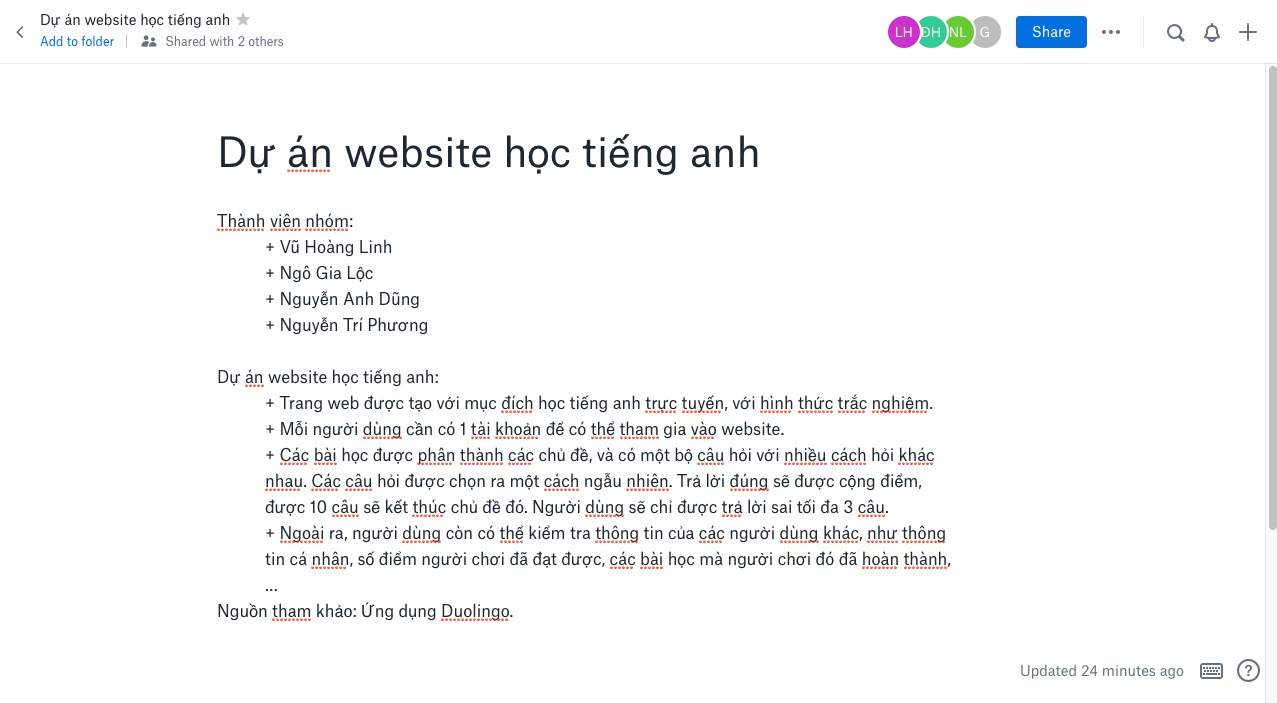 Dự án website học tiếng anh
Add to folder
Shared with 2 others
LH ĐH NL G
Share
Dự án website học tiếng anh
Thành viên nhóm:
+ Vũ Hoàng Linh
+ Ngô Gia Lộc
+ Nguyễn Anh Dũng
+ Nguyễn Trí Phương
Dự án website học tiếng anh:
+ Trang web được tạo với mục đích học tiếng anh trực tuyến, với hình thức trắc nghiệm.
+ Mỗi người dùng cần có 1 tài khoản để có thể tham gia vào website.
+ Các bài học được phân thành các chủ đề, và có một bộ câu hỏi với nhiều cách hỏi khác
nhau. Các câu hỏi được chọn ra một cách ngẫu nhiên. Trả lời đúng sẽ được cộng điểm,
được 10 câu sẽ kết thúc chủ đề đó. Người dùng sẽ chỉ được trả lời sai tối đa 3 câu.
+ Ngoài ra, người dùng còn có thể kiểm tra thông tin của các người dùng khác, như thông
tin cá nhân, số điểm người chơi đã đạt được, các bài học mà người chơi đó đã hoàn thành,
...
Nguồn tham khảo: Ứng dụng Duolingo.
Updated 24 minutes ago